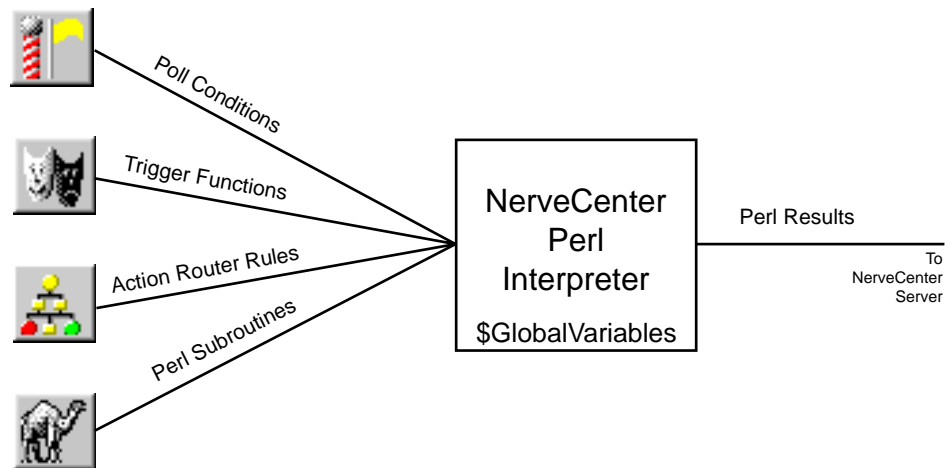 Poll Conditions
Trigger Functions
Action Router Rules
Perl Subroutines
NerveCenter
Perl
Interpreter
$GlobalVariables
Perl Results
To
NerveCenter
Server